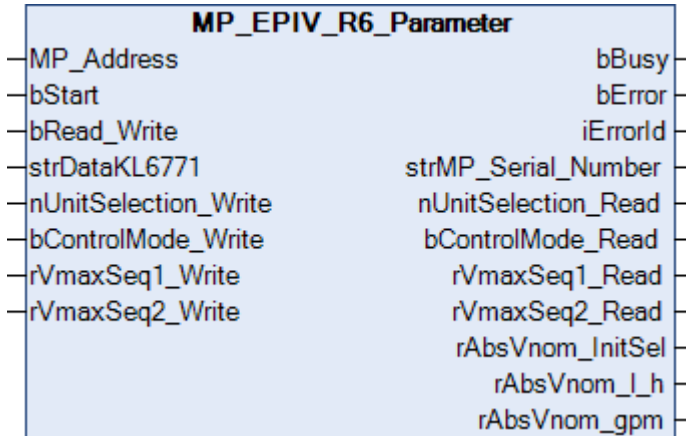 MP_EPIV_R6_Parameter
MP_Address bBusy
bStart bError
bRead_Write iErrorId
strDataKL6771 strMP_Serial_Number
nUnitSelection_Write nUnitSelection_Read
bControlMode_Write bControlMode_Read
rVmaxSeq1_Write rVmaxSeq1_Read
rVmaxSeq2_Write rVmaxSeq2_Read
rAbsVnom_InitSel
rAbsVnom_l_h
rAbsVnom_gpm